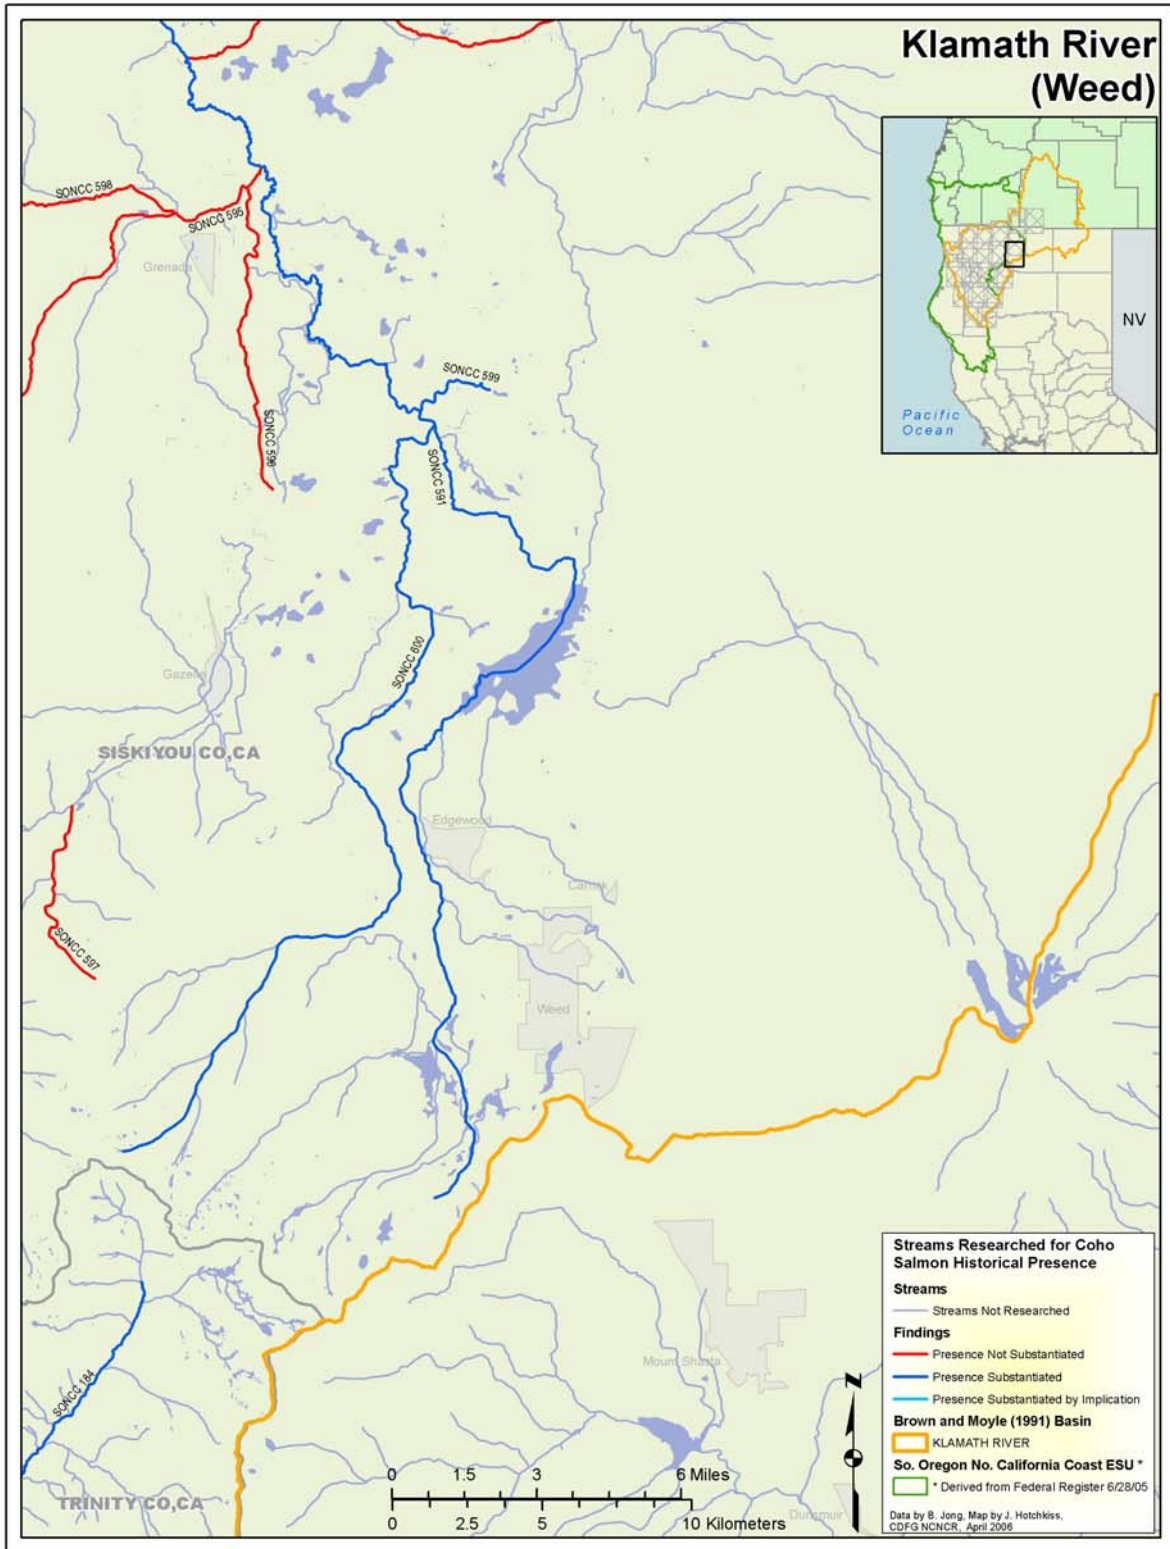 Klamath River
(Weed)
NV
Pacific
Ocean
SONCC 598
SONCC 595
Grenada
SONCC 599
SONCC 596
SONCC 591
SONCC 600
Gazelle
SISKIYOU CO,CA
Edgewood
Carrick
SONCC 597
Weed
SONCC 184
Mount Shasta
TRINITY CO,CA
Dunsmuir
0 1.5 3 6 Miles
0 2.5 5 10 Kilometers
N
Streams Researched for Coho
Salmon Historical Presence
Streams
Streams Not Researched
Findings
Presence Not Substantiated
Presence Substantiated
Presence Substantiated by Implication
Brown and Moyle (1991) Basin
KLAMATH RIVER
So. Oregon No. California Coast ESU *
* Derived from Federal Register 6/28/05
Data by B. Jong, Map by J. Hotchkiss,
CDFG NCNCR, April 2006